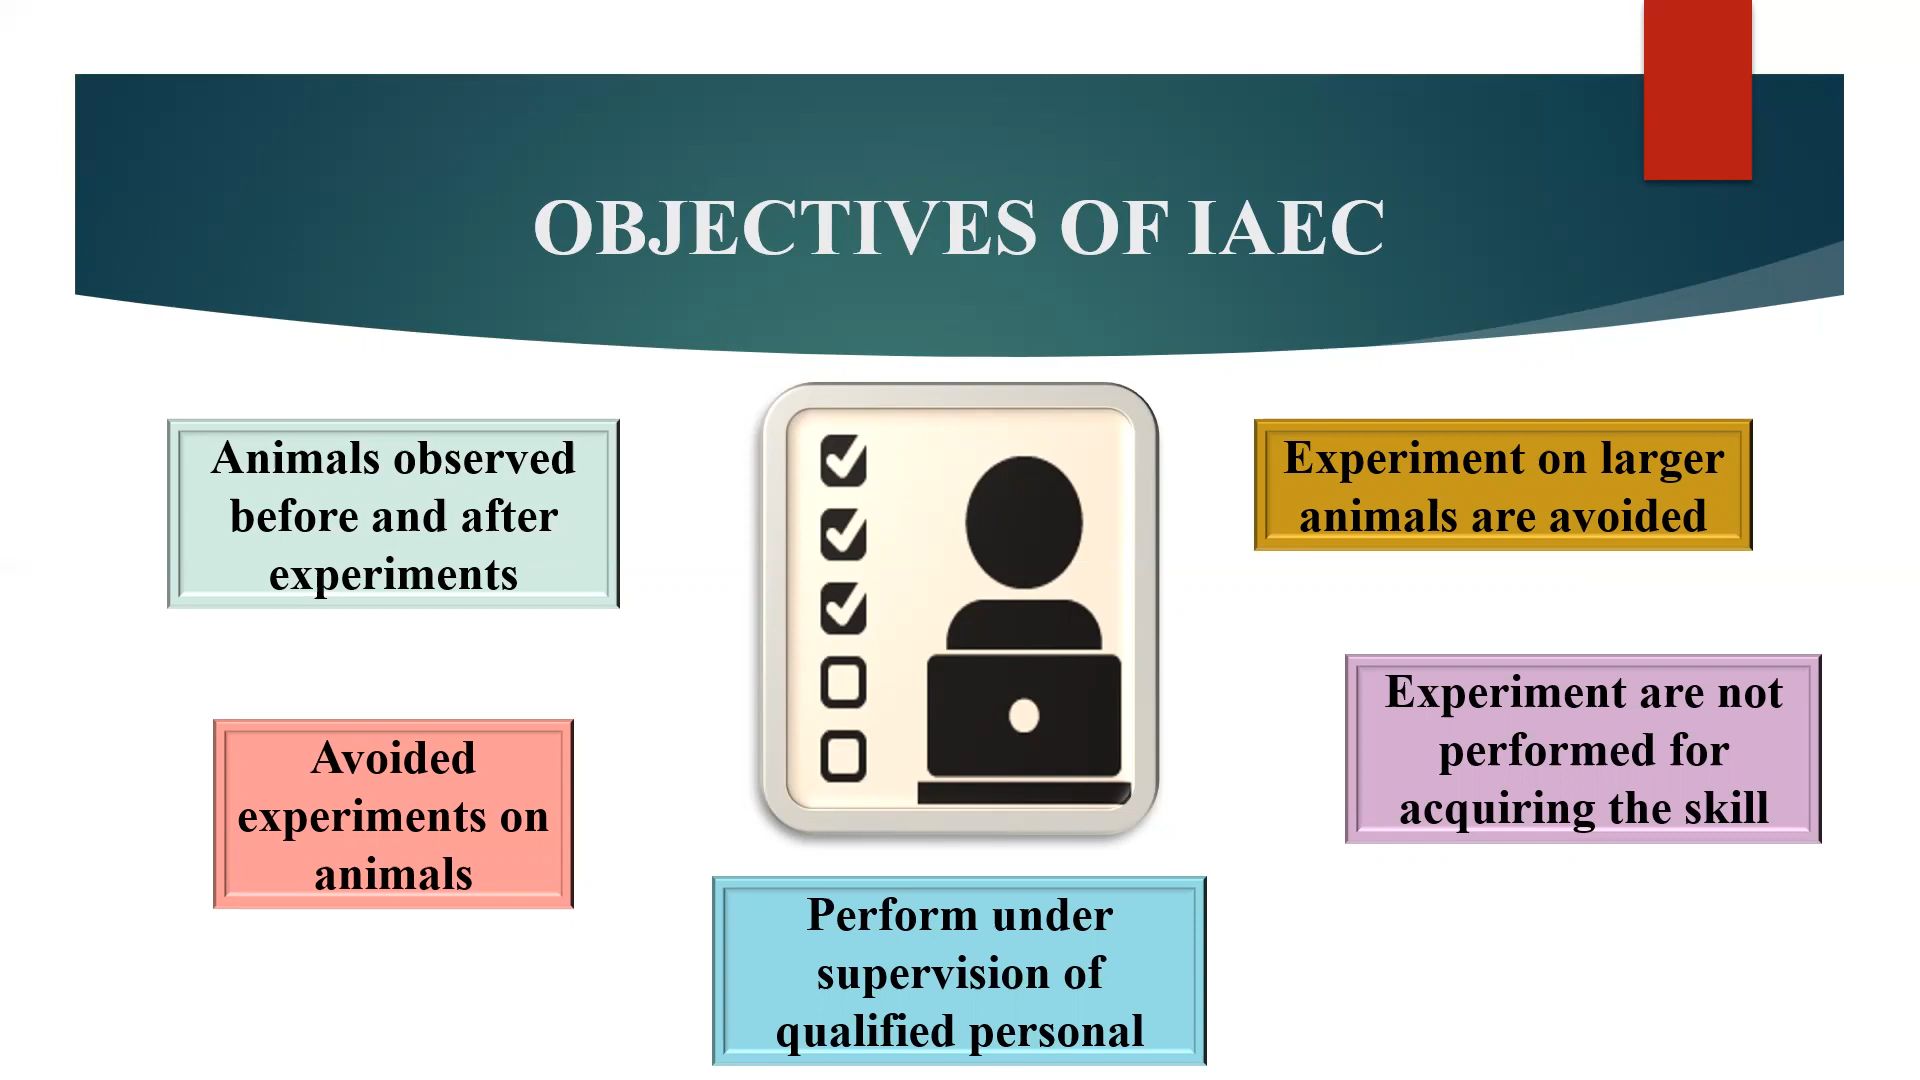 OBJECTIVES OF IAEC
Animals observed
before and after
experiments
Experiment on larger
animals are avoided
Avoided
experiments on
animals
Experiment are not
performed for
acquiring the skill
Perform under
supervision of
qualified personal